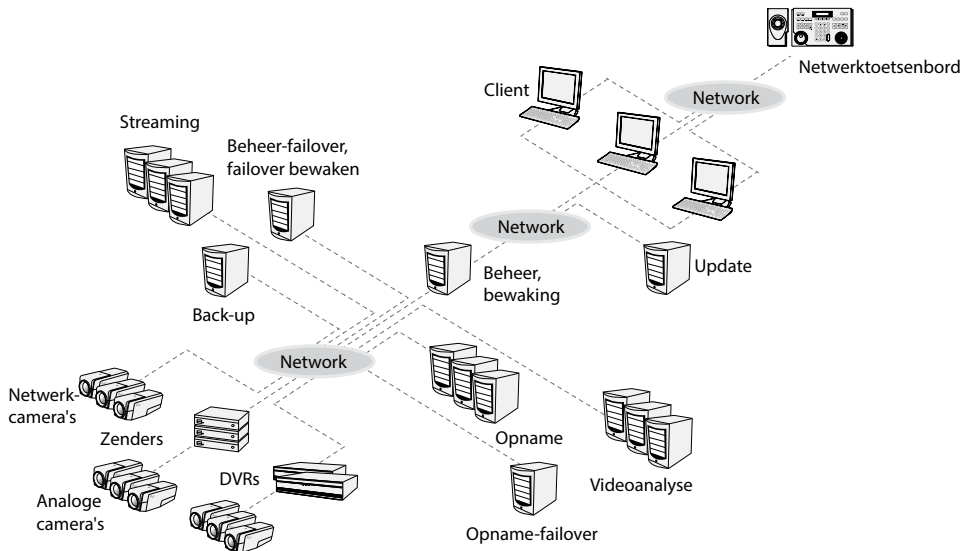 Netwerktoetsenbord
Client
Network
Streaming
Beheer-failover,
failover bewaken
Network
Update
Beheer,
bewaking
Back-up
Network
Netwerk-
camera's
Zenders
Opname
Analoge
camera's
DVRs
Videoanalyse
Opname-failover